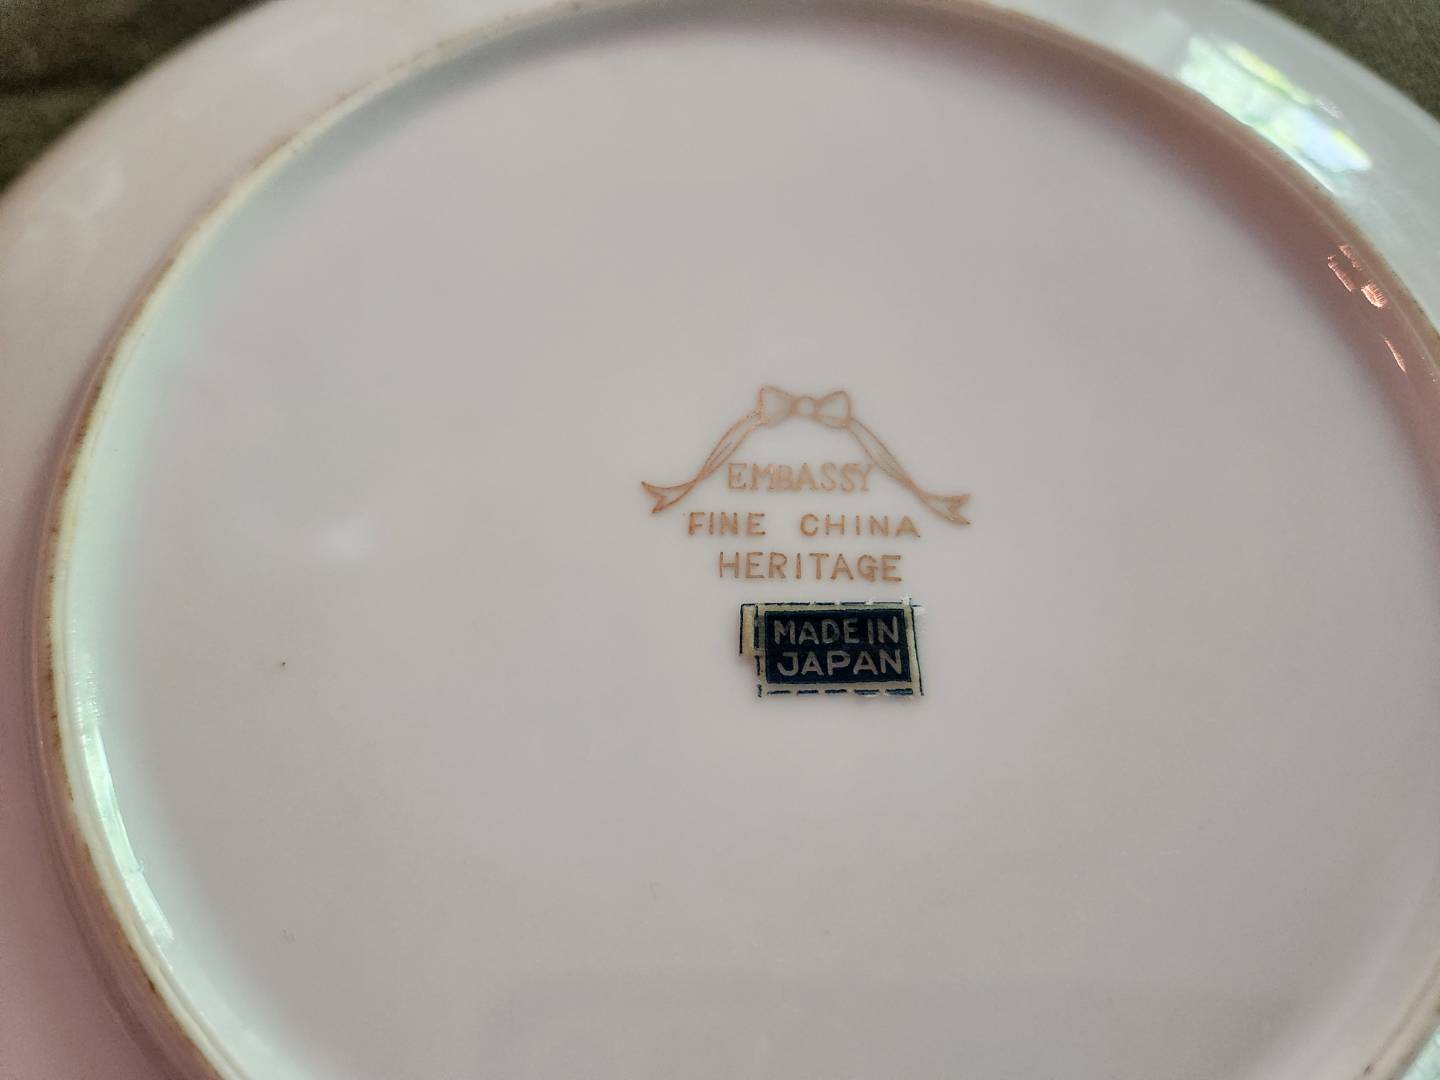 EMBASSY
FINE CHINA
HERITAGE
MADE IN
JAPAN